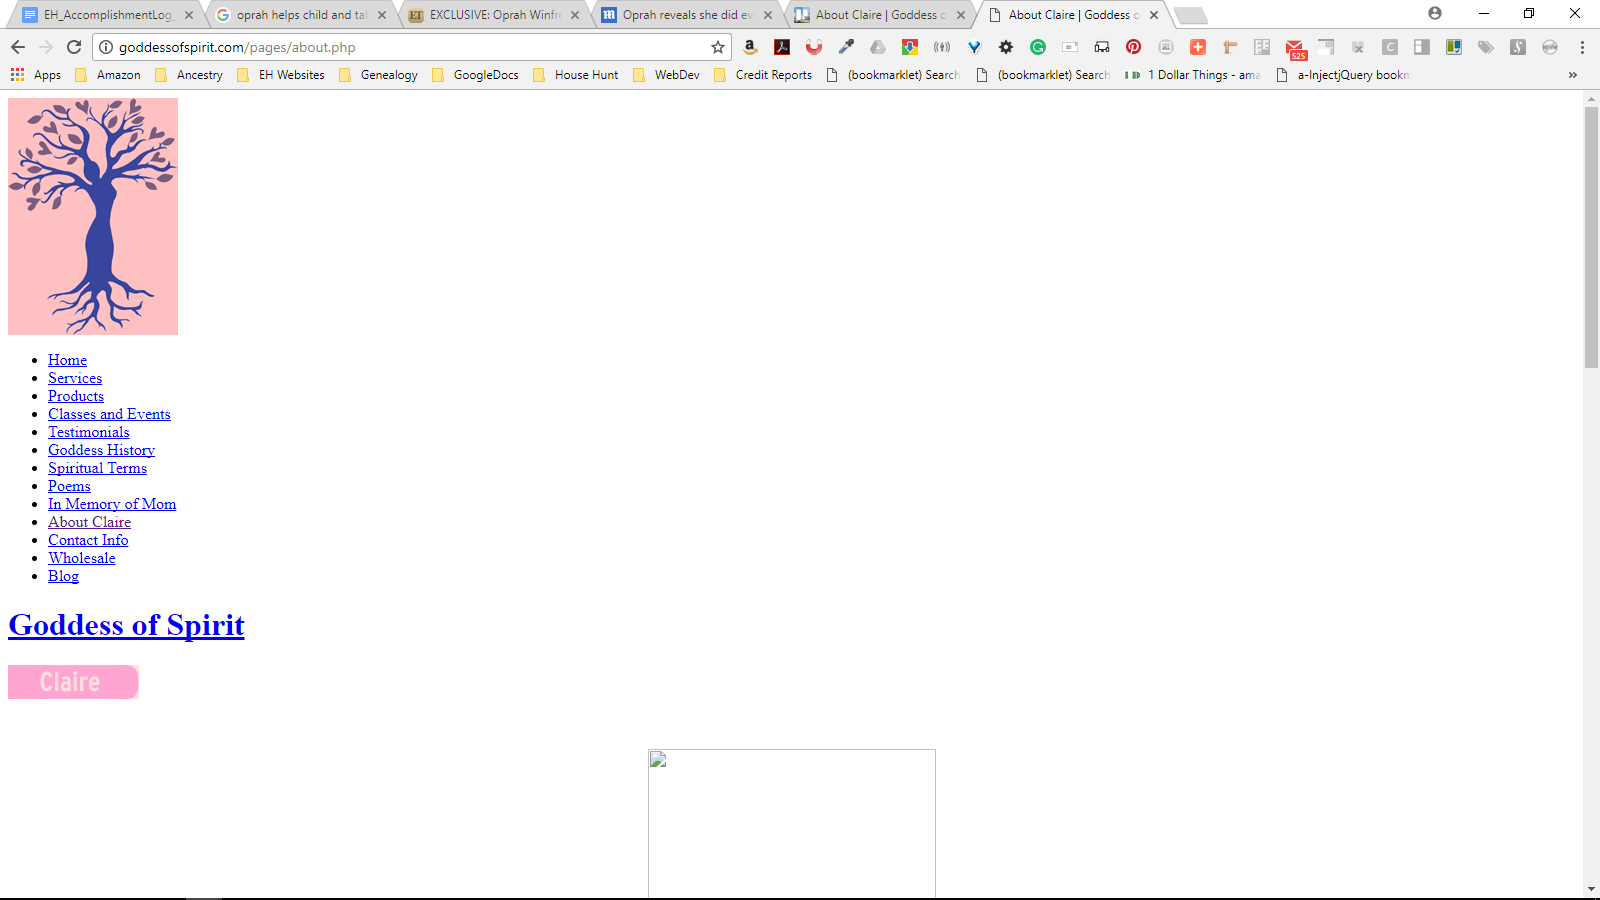 EH_AccomplishmentLog
oprah helps child and tal
EXCLUSIVE: Oprah Winfre
Oprah reveals she did ev
About Claire | Goddess o
About Claire | Goddess o
goddessofspirit.com/pages/about.php
525
Apps
Amazon
Ancestry
EH Websites
Genealogy
GoogleDocs
House Hunt
WebDev
Credit Reports
(bookmarklet) Search
(bookmarklet) Search
1 Dollar Things - ama
a-InjectjQuery bookm
Home
Services
Products
Classes and Events
Testimonials
Goddess History
Spiritual Terms
Poems
In Memory of Mom
About Claire
Contact Info
Wholesale
Blog
Goddess of Spirit
Claire